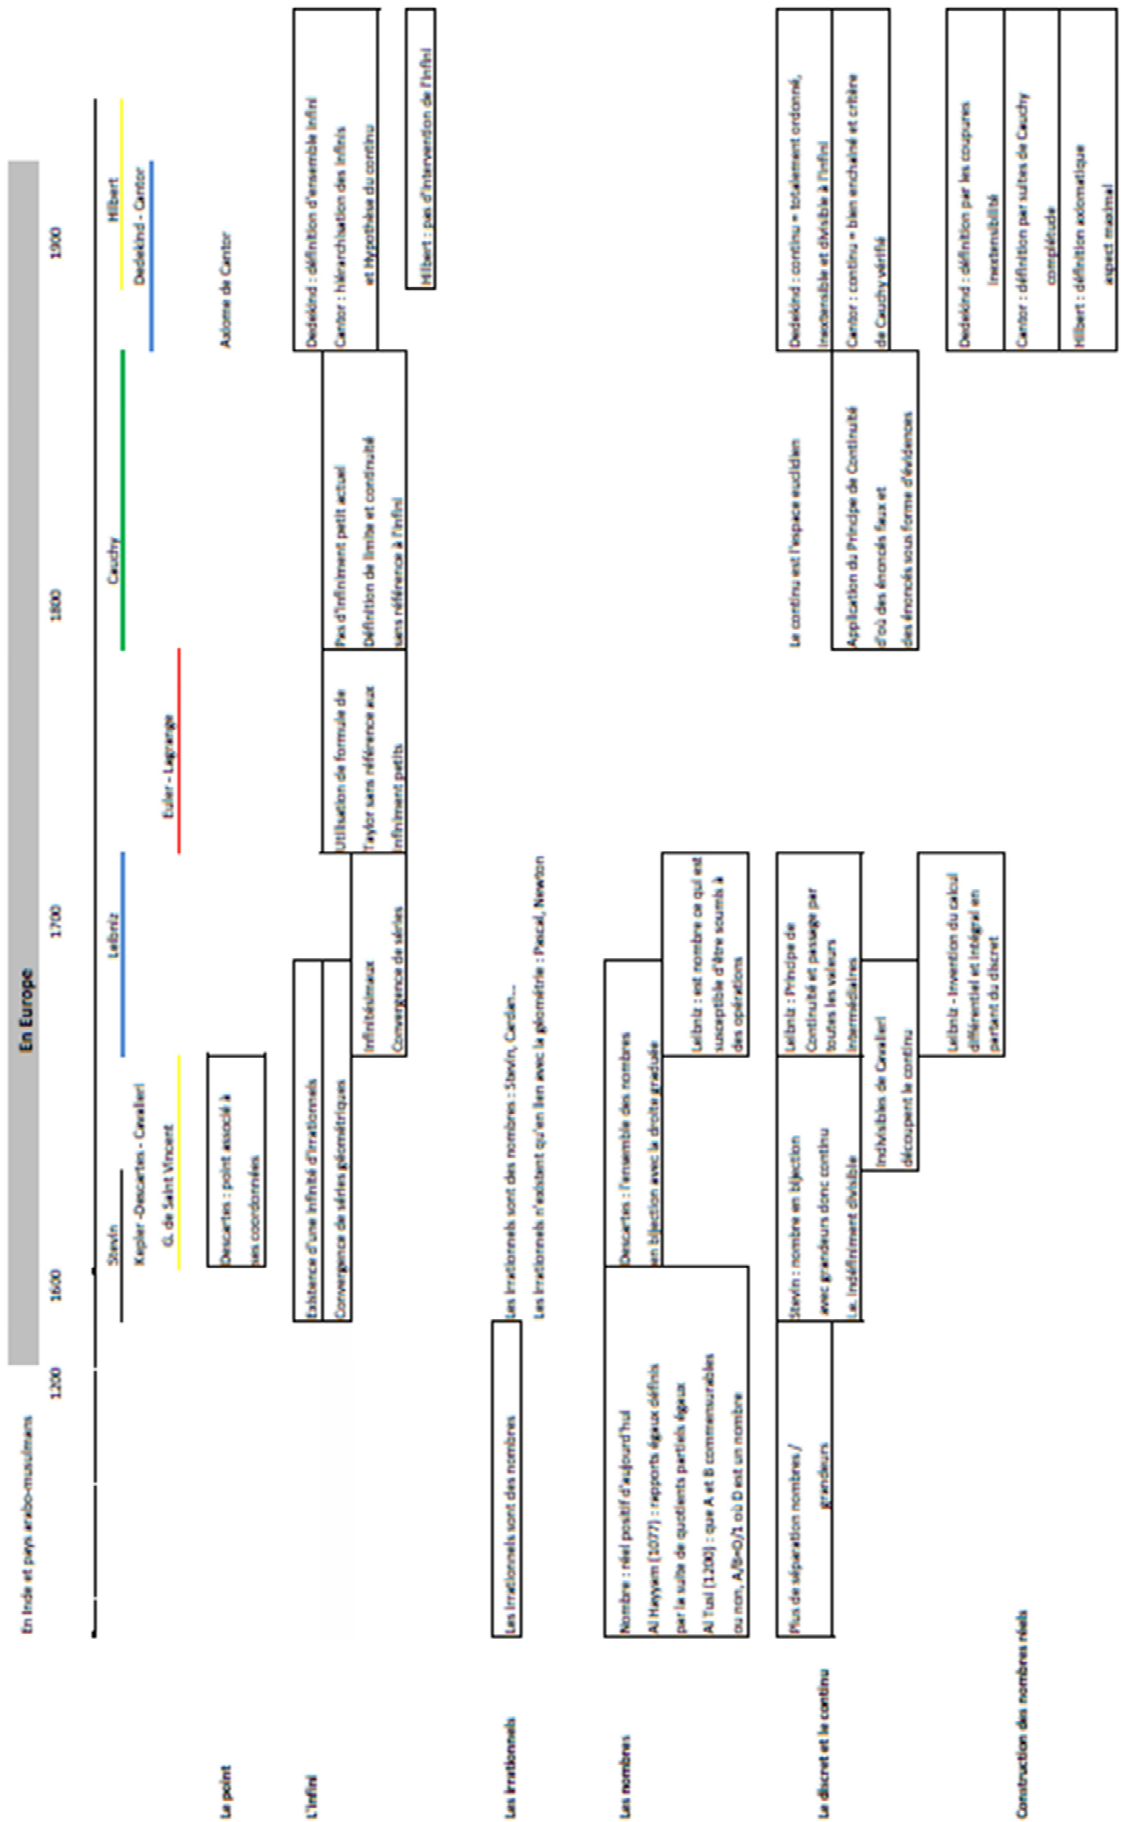 En Inde et pays arabo-musulmans
En Europe
1200
1600
1700
1800
1900
Stevin
Kepler -Descartes - Cavalieri
G. de Saint Vincent
Leibniz
Euler - Lagrange
Cauchy
Hilbert
Dedekind - Cantor
Le point
Descartes : point associé à
ses coordonnées
Axiome de Cantor
L'infini
Existence d'une infinité d'irrationnels
Convergence de séries géométriques
Infinitésimaux
Convergence de séries
Utilisation de formule de
Taylor sans référence aux
infiniment petits
Pas d'infiniment petit actuel
Définition de limite et continuité
sans référence à l'infini
Dedekind : définition d'ensemble infini
Cantor : hiérarchisation des infinis
et Hypothèse du continu
Hilbert : pas d'intervention de l'infini
Les irrationnels
Les irrationnels sont des nombres
Les irrationnels sont des nombres : Stevin, Cardan...
Les irrationnels n'existent qu'en lien avec la géométrie : Pascal, Newton
Les nombres
Nombre : réel positif d'aujourd'hui
Al Hayyam (1077) : rapports égaux définis
par la suite de quotients partiels égaux
Al Tusi (1200) : que A et B commensurables
ou non, A/B=D/1 où D est un nombre
Descartes : l'ensemble des nombres
en bijection avec la droite graduée
Leibniz : est nombre ce qui est
susceptible d'être soumis à
des opérations
Le discret et le continu
Plus de séparation nombres /
grandeurs
Stevin : nombre en bijection
avec grandeurs donc continu
i.e. indéfiniment divisible
Indivisibles de Cavalieri
découpent le continu
Leibniz : Principe de
Continuité et passage par
toutes les valeurs
intermédiaires
Le continu est l'espace euclidien
Application du Principe de Continuité
d'où des énoncés faux et
des énoncés sous forme d'évidences
Dedekind : continu = totalement ordonné,
inextensible et divisible à l'infini
Cantor : continu = bien enchaîné et critère
de Cauchy vérifié
Construction des nombres réels
Leibniz - Invention du calcul
différentiel et intégral en
partant du discret
Dedekind : définition par les coupures
inextensibilité
Cantor : définition par suites de Cauchy
complétude
Hilbert : définition axiomatique
aspect maximal